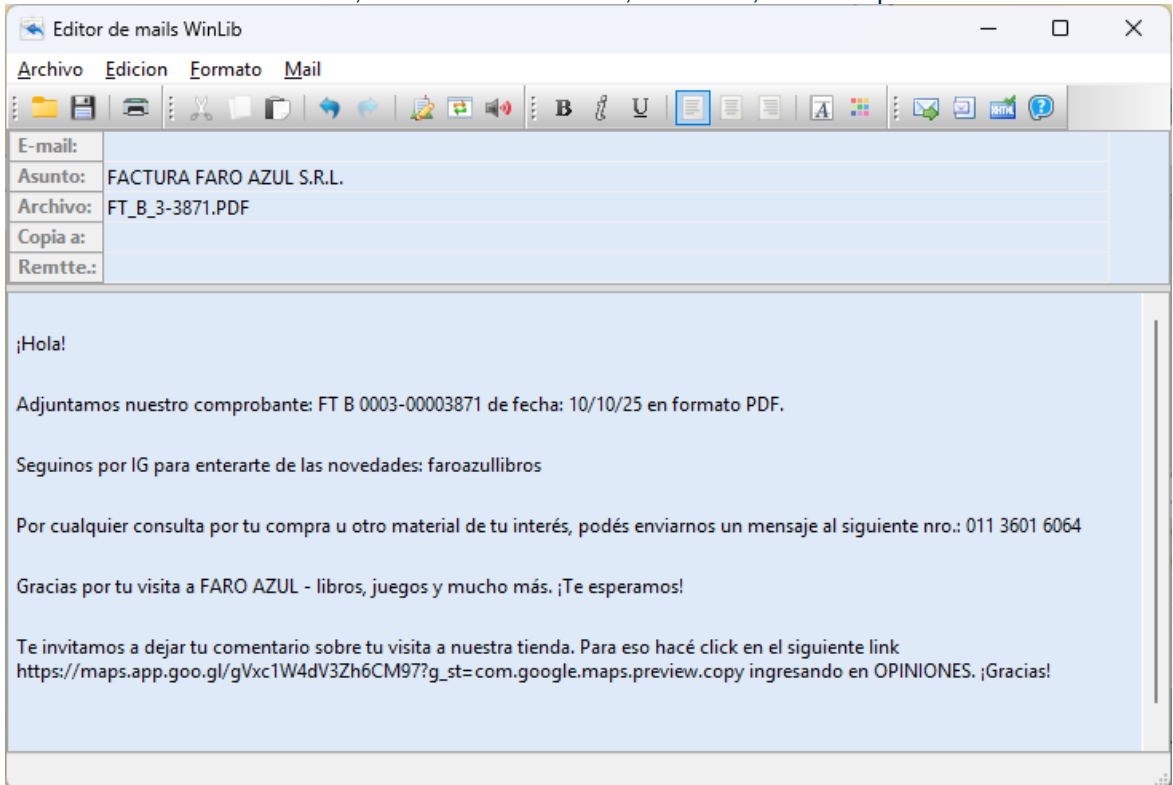 Editor de mails WinLib
Archivo Edicion Formato Mail
E-mail:
Asunto: FACTURA FARO AZUL S.R.L.
Archivo: FT_B_3-3871.PDF
Copia a:
Remtte.:
¡Hola!
Adjuntamos nuestro comprobante: FT B 0003-00003871 de fecha: 10/10/25 en formato PDF.
Seguinos por IG para enterarte de las novedades: faroazullibros
Por cualquier consulta por tu compra u otro material de tu interés, podés enviarnos un mensaje al siguiente nro.: 011 3601 6064
Gracias por tu visita a FARO AZUL - libros, juegos y mucho más. ¡Te esperamos!
Te invitamos a dejar tu comentario sobre tu visita a nuestra tienda. Para eso hacé click en el siguiente link
https://maps.app.goo.gl/gVxc1W4dV3Zh6CM97?g_st=com.google.maps.preview.copy ingresando en OPINIONES. ¡Gracias!